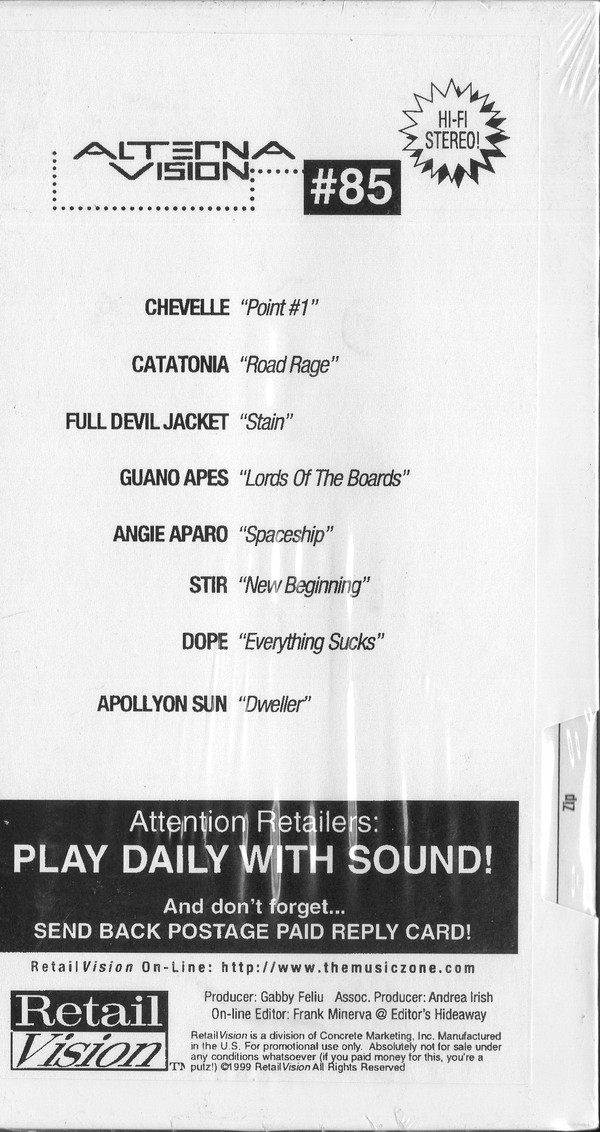 HI-FI
STEREO!
ALTERNA
VISION
#85
CHEVELLE "Point #1"
CATATONIA "Road Rage"
FULL DEVIL JACKET "Stain"
GUANO APES "Lords Of The Boards"
ANGIE APARO "Spaceship"
STIR "New Beginning"
DOPE "Everything Sucks"
APOLLYON SUN "Dweller"
Zip
Attention Retailers:
PLAY DAILY WITH SOUND!
And don't forget...
SEND BACK POSTAGE PAID REPLY CARD!
RetailVision On-Line: http://www.themusiczone.com
Retail
Vision
TM
Producer: Gabby Feliu Assoc. Producer: Andrea Irish
On-line Editor: Frank Minerva @ Editor's Hideaway
RetailVision is a division of Concrete Marketing, Inc. Manufactured
in the U.S. For promotional use only. Absolutely not for sale under
any conditions whatsoever (if you paid money for this, you're a
putz!) ©1999 RetailVision All Rights Reserved